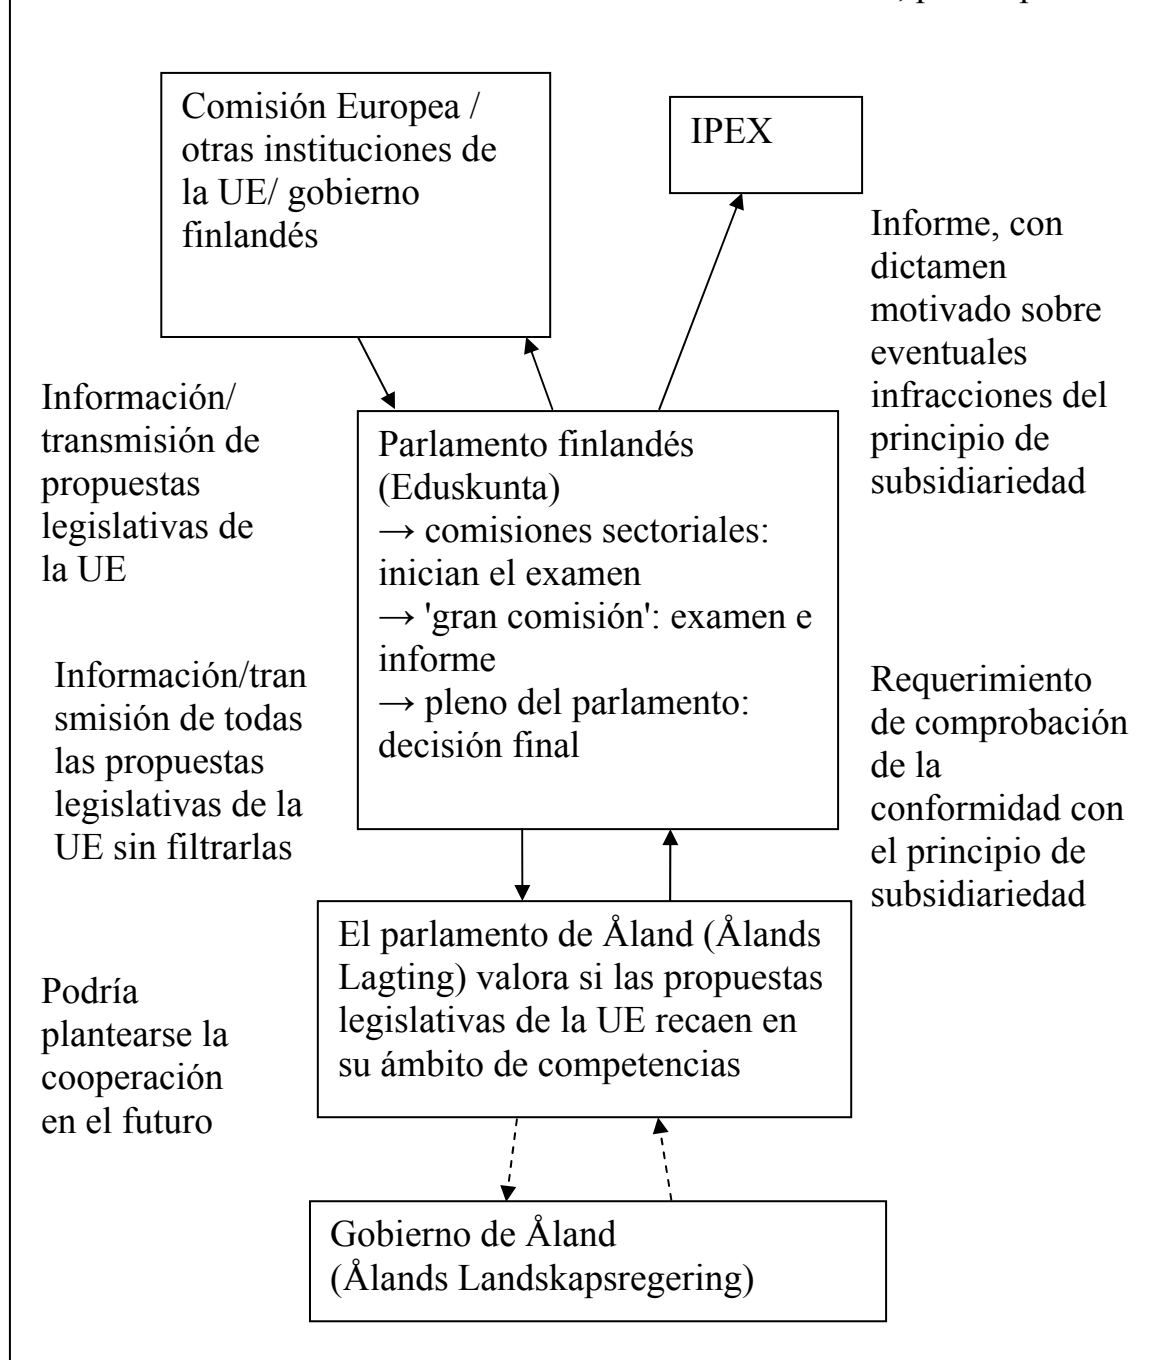 Comisión Europea /
otras instituciones de
la UE/ gobierno
finlandés
IPEX
Informe, con
dictamen
motivado sobre
eventuales
infracciones del
principio de
subsidiariedad
Información/
transmisión de
propuestas
legislativas de
la UE
Parlamento finlandés
(Eduskunta)
→ comisiones sectoriales:
inician el examen
→ 'gran comisión': examen e
informe
→ pleno del parlamento:
decisión final
Información/tran
smisión de todas
las propuestas
legislativas de la
UE sin filtrarlas
Requerimiento
de comprobación
de la
conformidad con
el principio de
subsidiariedad
El parlamento de Åland (Ålands
Lagting) valora si las propuestas
legislativas de la UE recaen en
su ámbito de competencias
Podría
plantearse la
cooperación
en el futuro
Gobierno de Åland
(Ålands Landskapsregering)